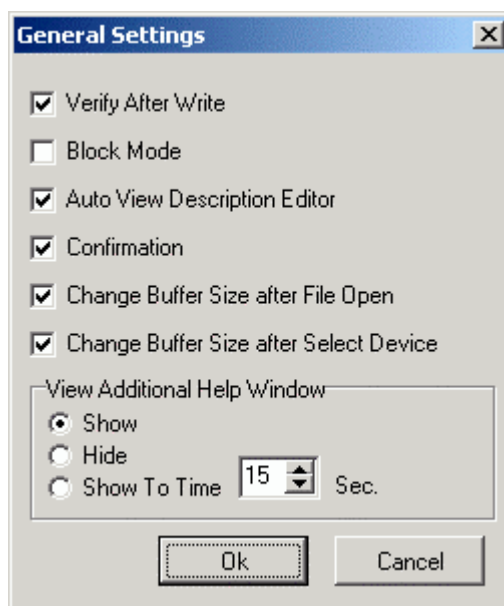 General Settings
Verify After Write
Block Mode
Auto View Description Editor
Confirmation
Change Buffer Size after File Open
Change Buffer Size after Select Device
View Additional Help Window
Show
Hide
Show To Time 15 Sec.
Ok Cancel